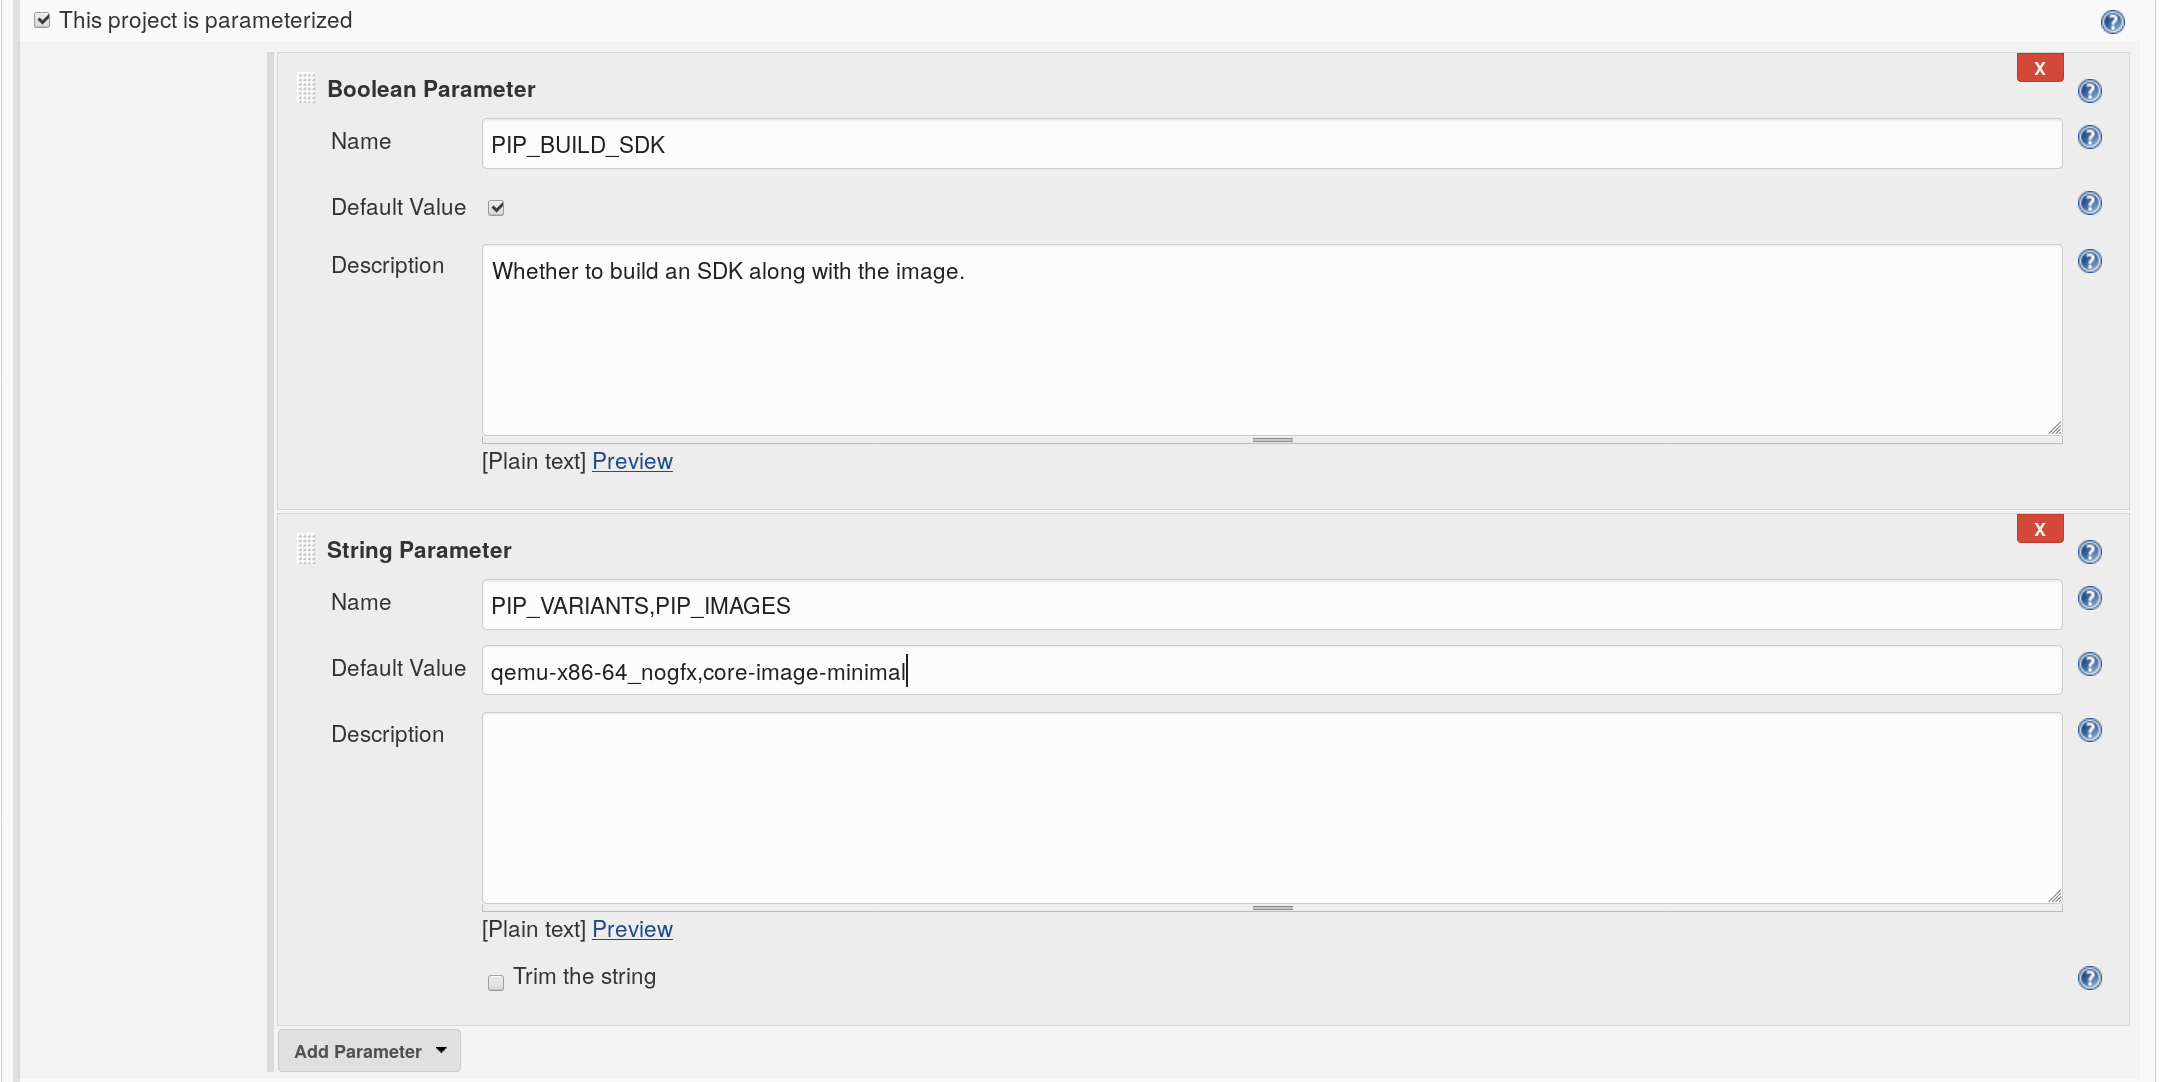 This project is parameterized
?
X
Boolean Parameter
?
Name PIP_BUILD_SDK
?
Default Value
?
Description Whether to build an SDK along with the image.
?
[Plain text] Preview
X
String Parameter
?
Name PIP_VARIANTS,PIP_IMAGES
?
Default Value qemu-x86-64_nogfx,core-image-minimal
?
Description
?
[Plain text] Preview
Trim the string
?
Add Parameter